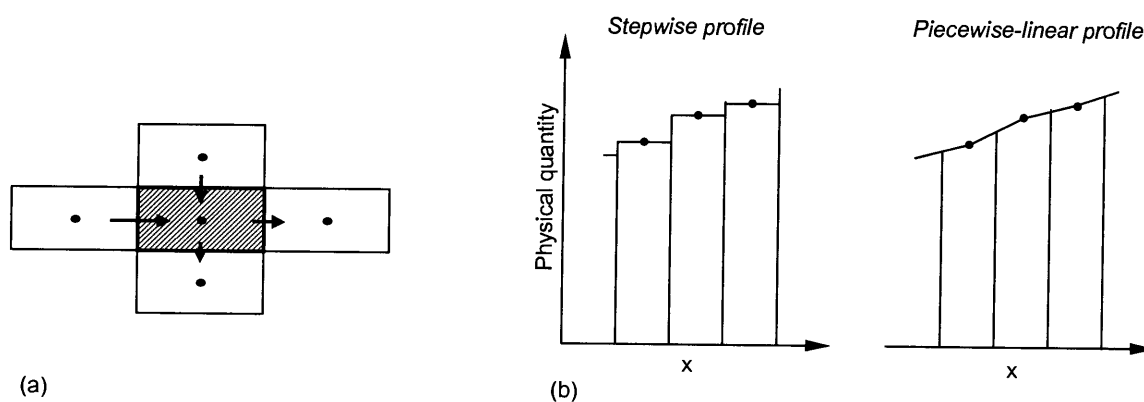 Stepwise profile
Piecewise-linear profile
Physical quantity
x
x
(a)
(b)